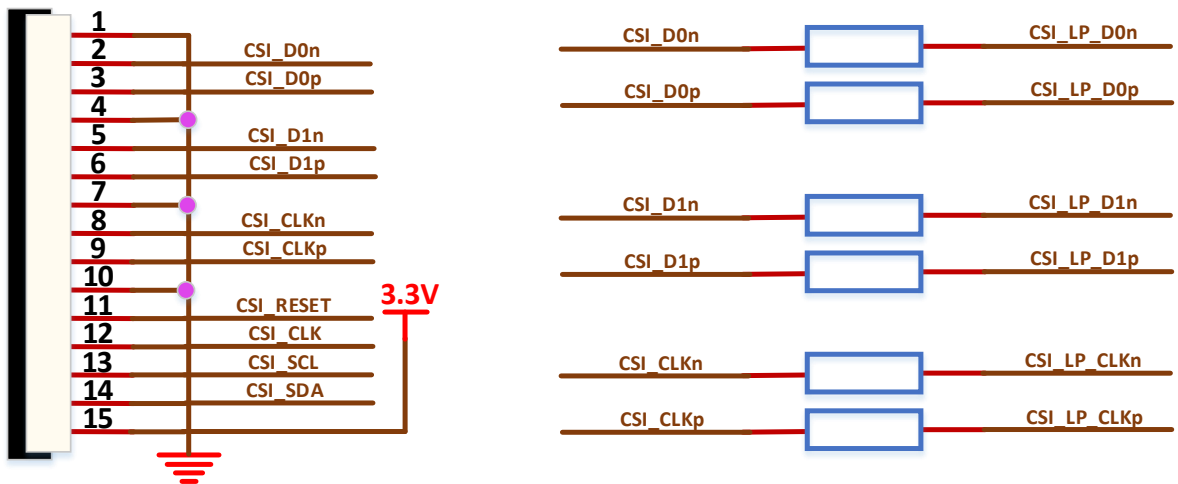 1
2
CSI_D0n
3
CSI_D0p
4
5
CSI_D1n
6
CSI_D1p
7
8
CSI_CLKn
9
CSI_CLKp
10
11
CSI_RESET
3.3V
12
CSI_CLK
13
CSI_SCL
14
CSI_SDA
15
CSI_D0n
CSI_LP_D0n
CSI_D0p
CSI_LP_D0p
CSI_D1n
CSI_LP_D1n
CSI_D1p
CSI_LP_D1p
CSI_CLKn
CSI_LP_CLKn
CSI_CLKp
CSI_LP_CLKp